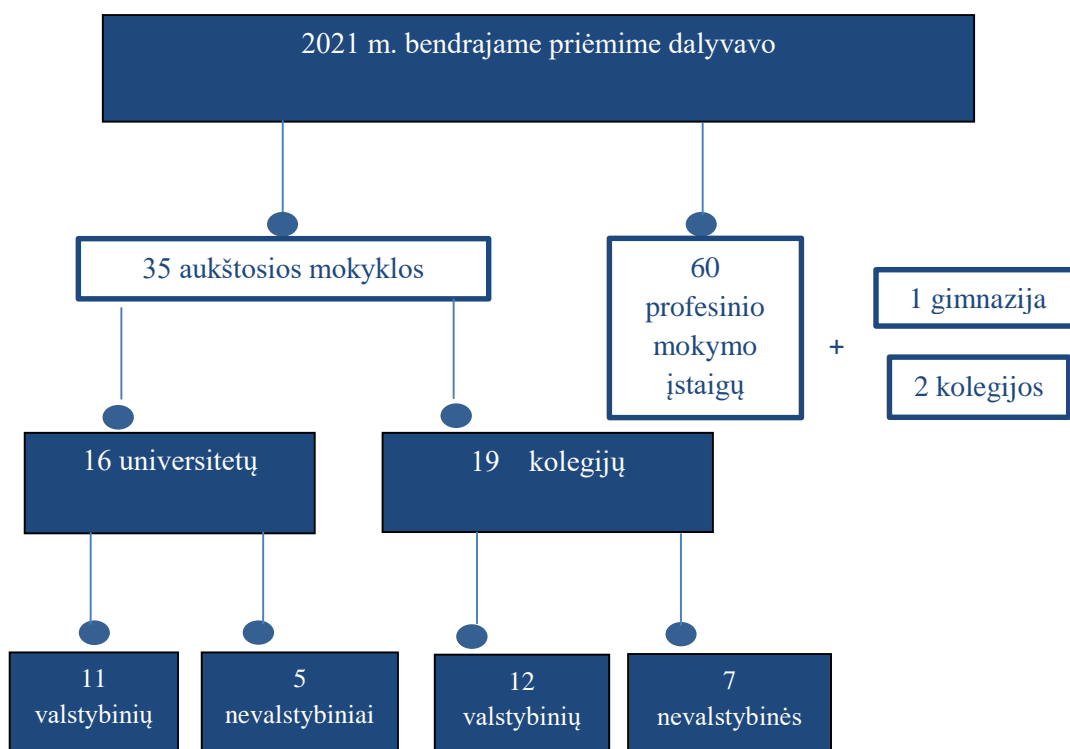 2021 m. bendrajame priėmime dalyvavo
35 aukštosios mokyklos
60
profesinio
mokymo
įstaigų
+
1 gimnazija
2 kolegijos
16 universitetų
19 kolegijų
11
valstybinių
5
nevalstybiniai
12
valstybinių
7
nevalstybinės